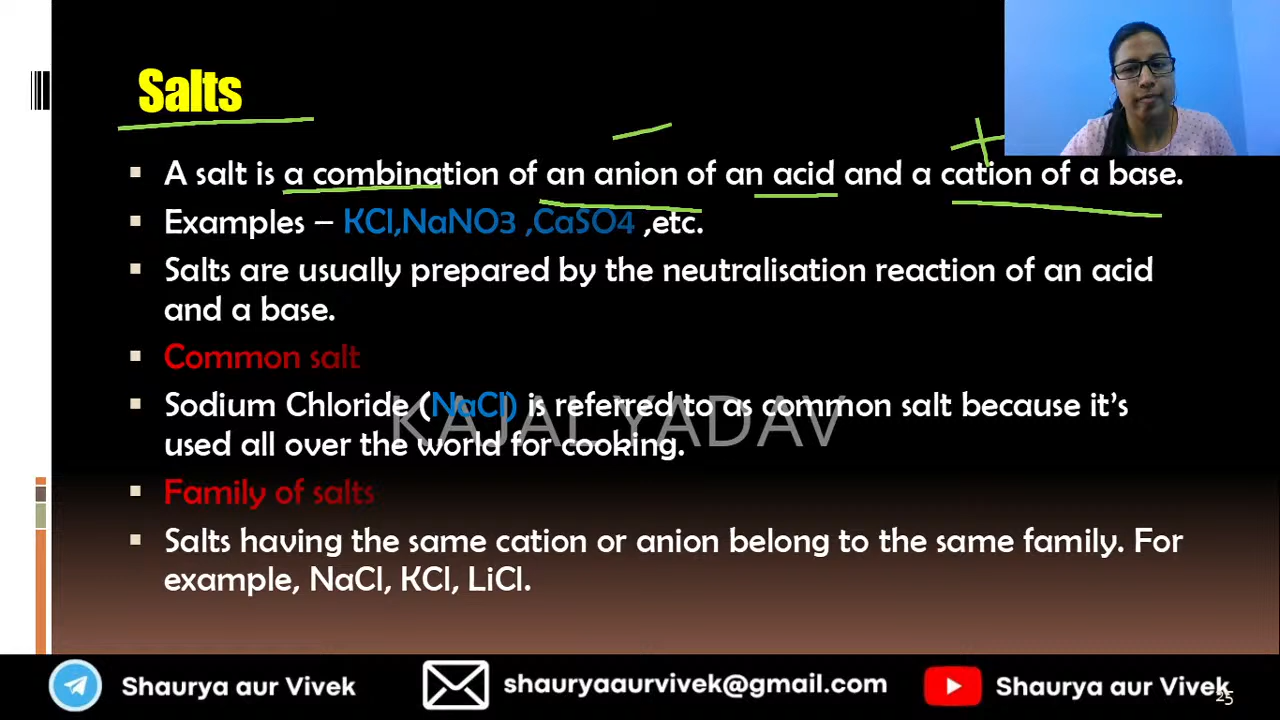 Salts
A salt is a combination of an anion of an acid and a cation of a base.
Examples – KCl,NaNO3 ,CaSO4 ,etc.
Salts are usually prepared by the neutralisation reaction of an acid
and a base.
Common salt
Sodium Chloride (NaCl) is referred to as common salt because it's
used all over the world for cooking.
KAJAL YADAV
Family of salts
Salts having the same cation or anion belong to the same family. For
example, NaCl, KCl, LiCl.
Shaurya aur Vivek shauryaaurvivek@gmail.com Shaurya aur Vivek
25